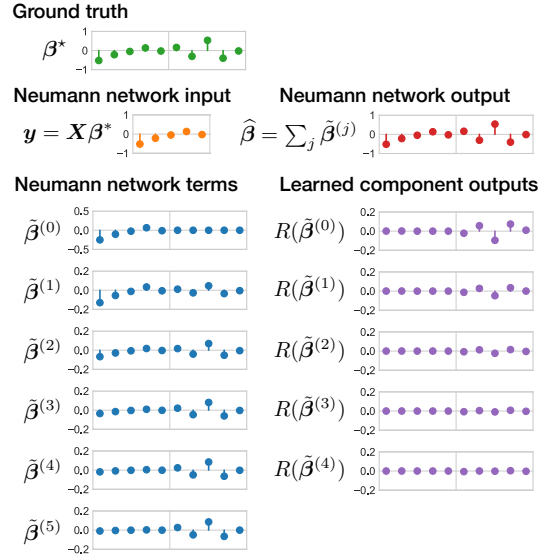 Ground truth
β⋆
1
0
−1
Neumann network input
y = Xβ*
1
0
−1
Neumann network output
β̂ = ∑ⱼ β̃⁽ʲ⁾
1
0
−1
Neumann network terms
Learned component outputs
β̃⁽⁰⁾
0.5
0.0
−0.5
R(β̃⁽⁰⁾)
0.2
0.0
−0.2
β̃⁽¹⁾
0.2
0.0
−0.2
R(β̃⁽¹⁾)
0.2
0.0
−0.2
β̃⁽²⁾
0.2
0.0
−0.2
R(β̃⁽²⁾)
0.2
0.0
−0.2
β̃⁽³⁾
0.2
0.0
−0.2
R(β̃⁽³⁾)
0.2
0.0
−0.2
β̃⁽⁴⁾
0.2
0.0
−0.2
R(β̃⁽⁴⁾)
0.2
0.0
−0.2
β̃⁽⁵⁾
0.2
0.0
−0.2